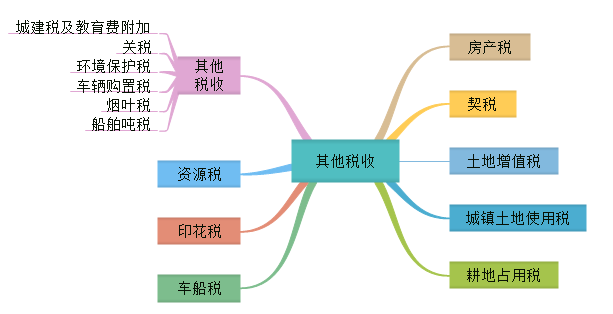 城建税及教育费附加
关税
环境保护税
车辆购置税
烟叶税
船舶吨税
其他
税收
资源税
印花税
车船税
其他税收
房产税
契税
土地增值税
城镇土地使用税
耕地占用税